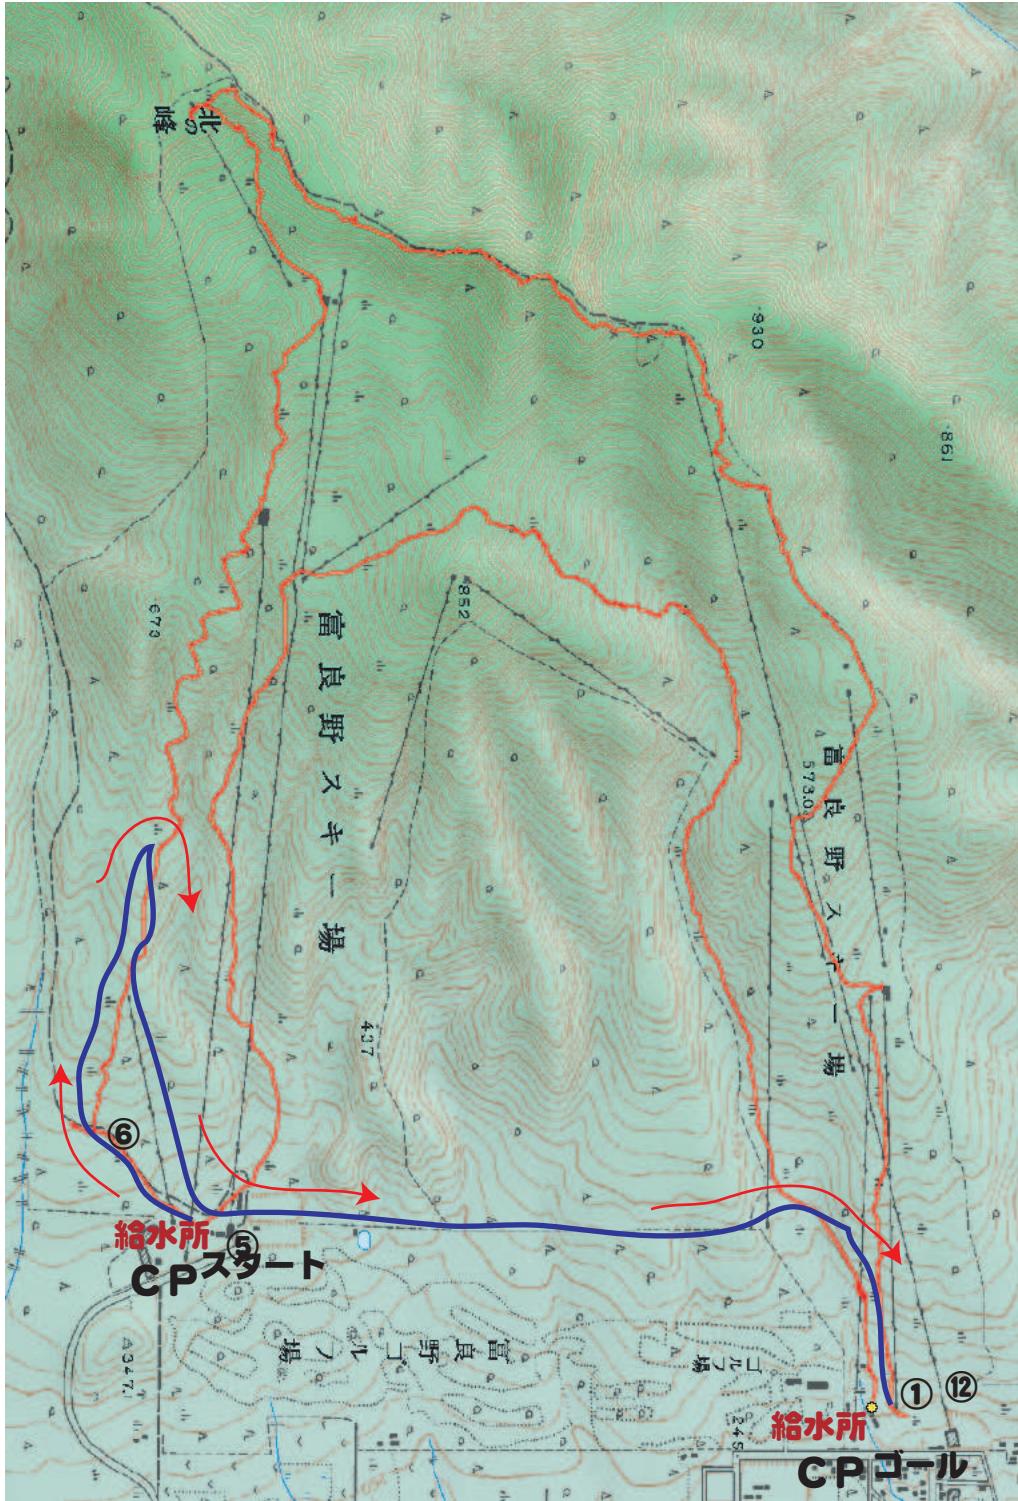 北の
峰
・930
・861
852
・673
富良野スキー場
富良野スキー場
573.0
437
⑥
給水所
⑤
CPスタート
富良野ゴルフ場
ゴルフ
場
347.
245
① ⑫
給水所
CPゴール